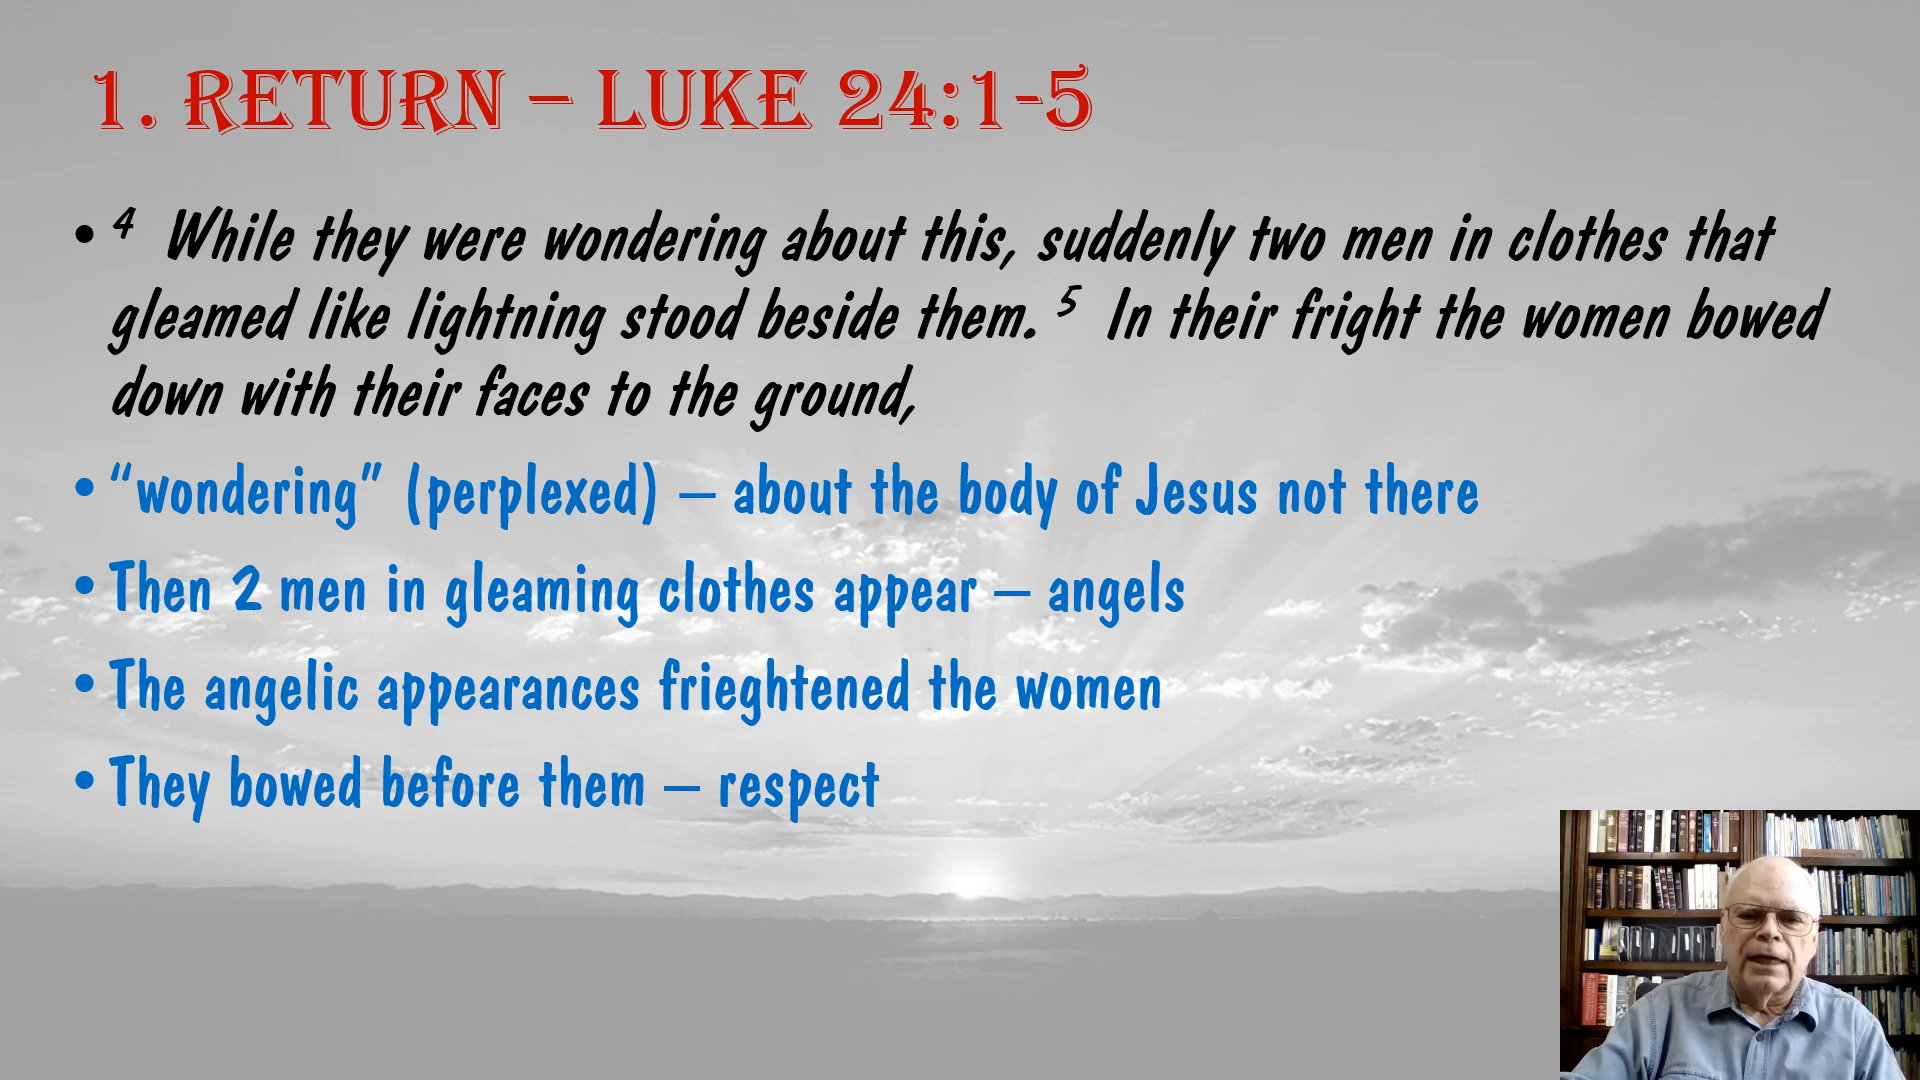 1. RETURN – LUKE 24:1-5
• 4 While they were wondering about this, suddenly two men in clothes that
gleamed like lightning stood beside them. 5 In their fright the women bowed
down with their faces to the ground,
• “wondering” (perplexed) – about the body of Jesus not there
• Then 2 men in gleaming clothes appear – angels
• The angelic appearances frieghtened the women
• They bowed before them – respect